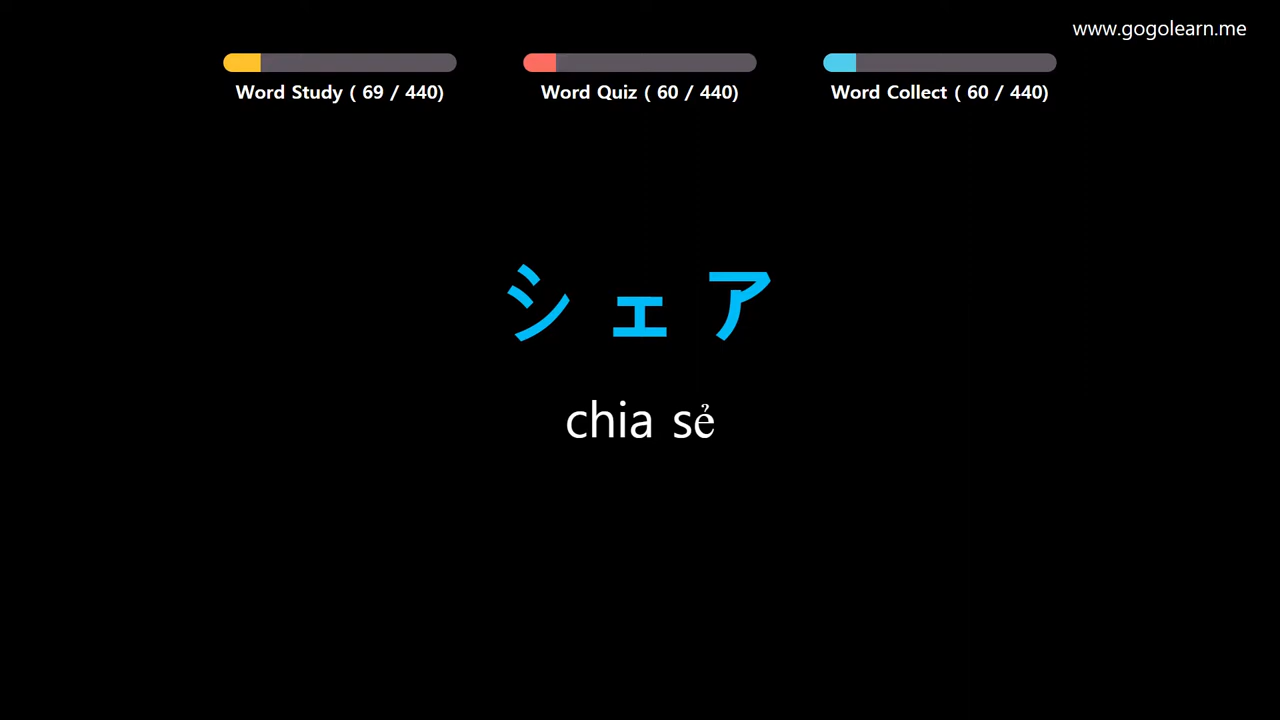 www.gogolearn.me
Word Study ( 69 / 440)
Word Quiz ( 60 / 440)
Word Collect ( 60 / 440)
シェア
chia sẻ